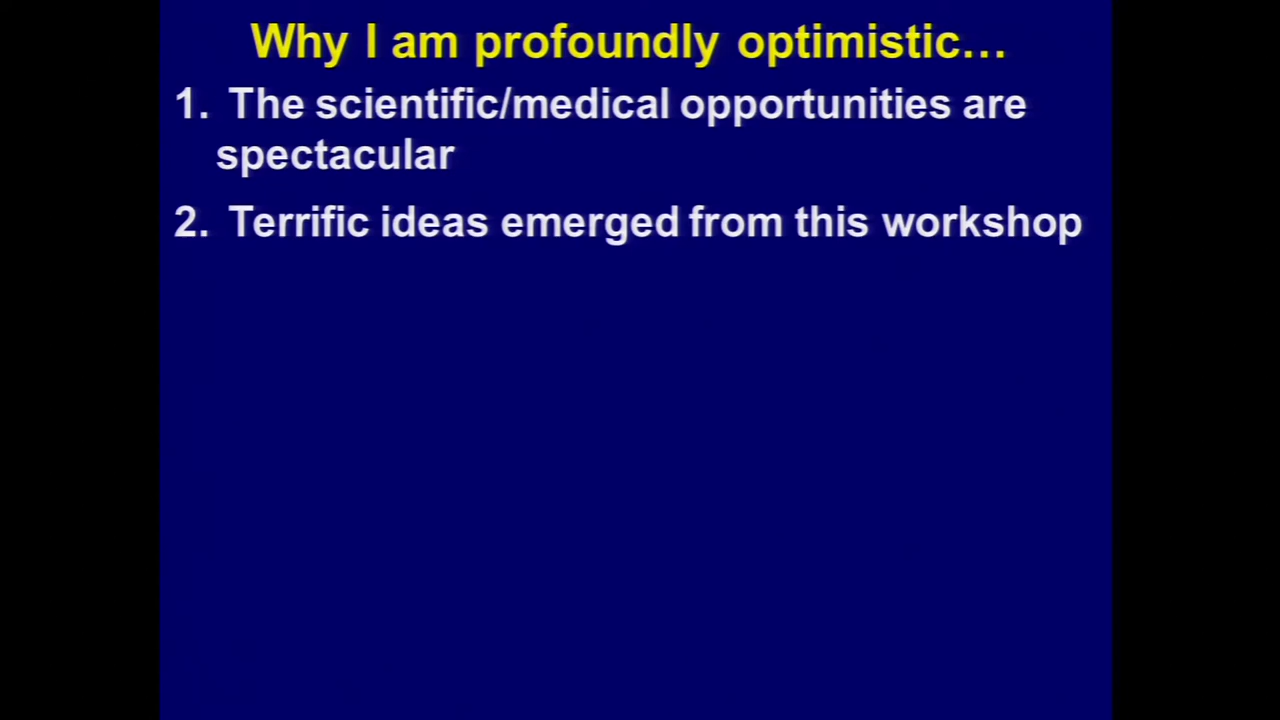 Why I am profoundly optimistic…
1. The scientific/medical opportunities are
spectacular
2. Terrific ideas emerged from this workshop